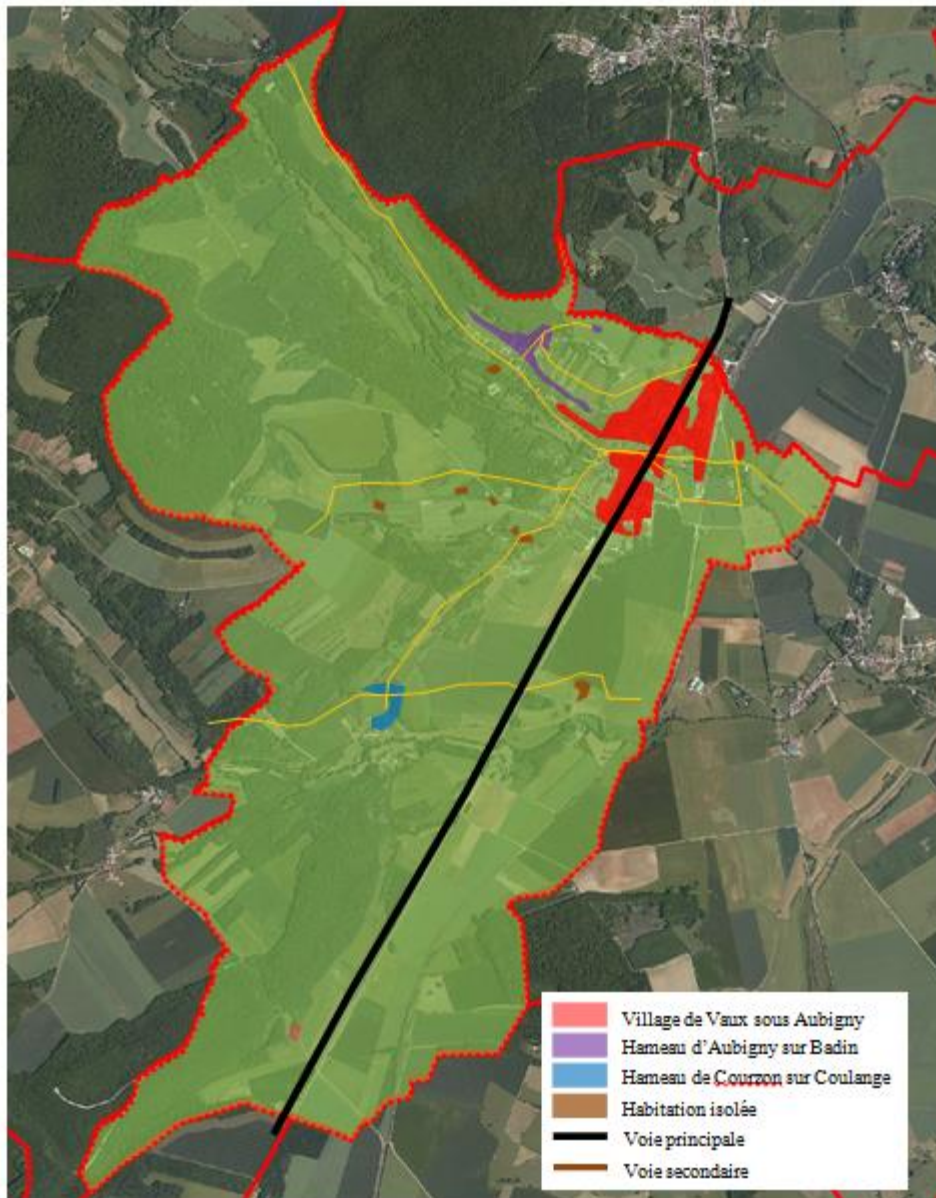 Village de Vaux sous Aubigny
Hameau d'Aubigny sur Badin
Hameau de Courzon sur Coulange
Habitation isolée
Voie principale
Voie secondaire